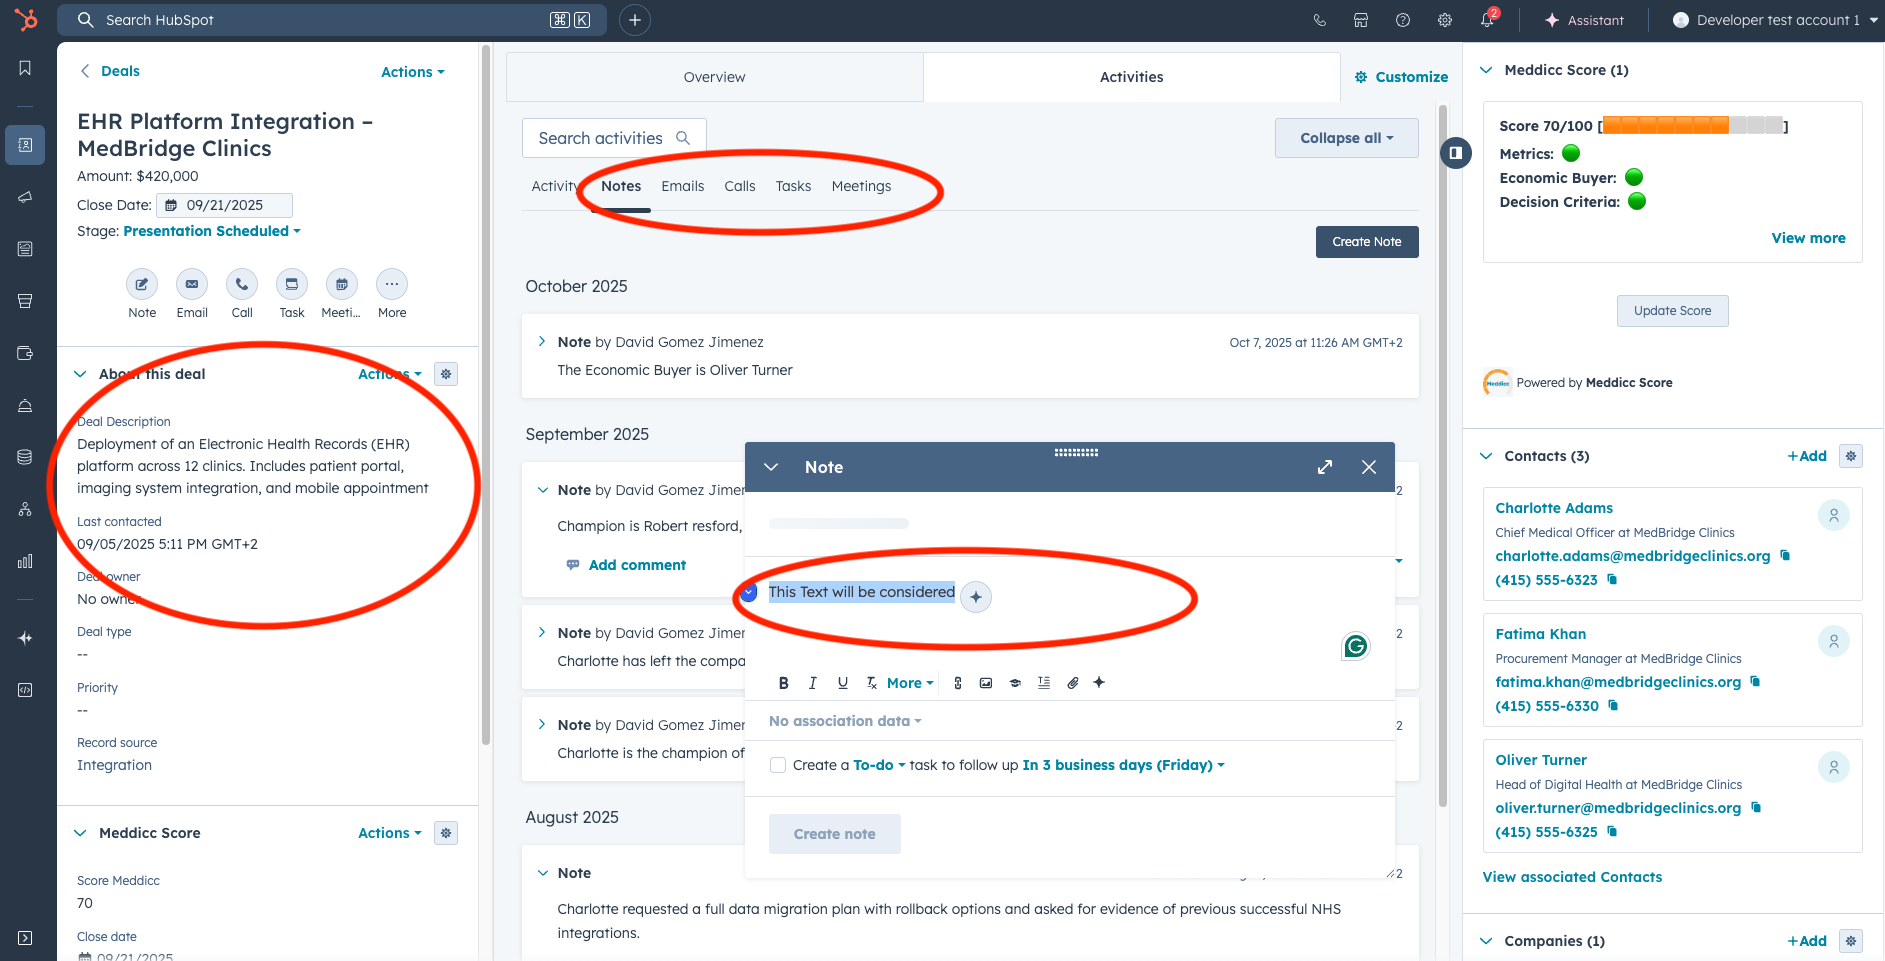 Search HubSpot
⌘ K
2
Assistant
Developer test account 1
Deals
Actions
EHR Platform Integration –
MedBridge Clinics
Amount: $420,000
Close Date: 09/21/2025
Stage: Presentation Scheduled
Note Email Call Task Meeti... More
About this deal
Actions
Deal Description
Deployment of an Electronic Health Records (EHR)
platform across 12 clinics. Includes patient portal,
imaging system integration, and mobile appointment
Last contacted
09/05/2025 5:11 PM GMT+2
Deal owner
No owner
Deal type
--
Priority
--
Record source
Integration
Meddicc Score
Actions
Score Meddicc
70
Close date
09/21/2025
Overview
Activities
Customize
Search activities
Collapse all
Activity Notes Emails Calls Tasks Meetings
Create Note
October 2025
Note by David Gomez Jimenez
Oct 7, 2025 at 11:26 AM GMT+2
The Economic Buyer is Oliver Turner
September 2025
Note by David Gomez Jimen
2
Champion is Robert resford,
Add comment
Note by David Gomez Jimen
2
Charlotte has left the compa
Note by David Gomez Jimen
2
Charlotte is the champion of
August 2025
Note
2
Charlotte requested a full data migration plan with rollback options and asked for evidence of previous successful NHS
integrations.
Note
This Text will be considered
B I U Tx More
No association data
Create a To-do task to follow up In 3 business days (Friday)
Create note
Meddicc Score (1)
Score 70/100 [ ]
Metrics:
Economic Buyer:
Decision Criteria:
View more
Update Score
Meddicc
Powered by Meddicc Score
Contacts (3)
+Add
Charlotte Adams
Chief Medical Officer at MedBridge Clinics
charlotte.adams@medbridgeclinics.org
(415) 555-6323
Fatima Khan
Procurement Manager at MedBridge Clinics
fatima.khan@medbridgeclinics.org
(415) 555-6330
Oliver Turner
Head of Digital Health at MedBridge Clinics
oliver.turner@medbridgeclinics.org
(415) 555-6325
View associated Contacts
Companies (1)
+Add